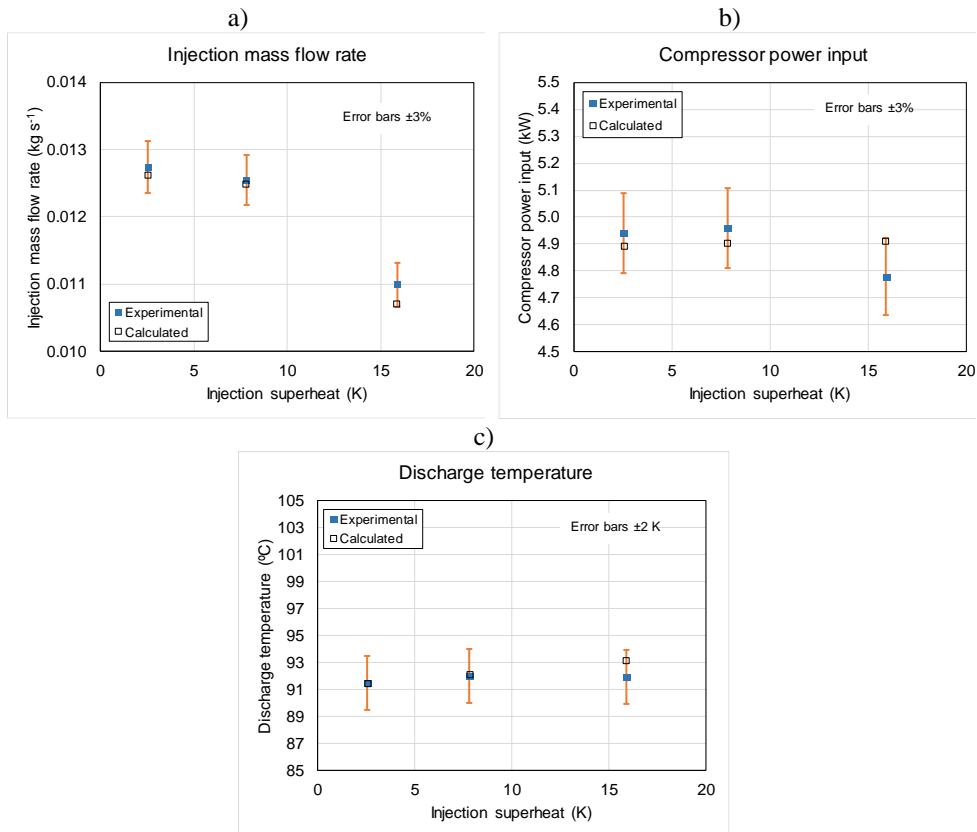 a)
Injection mass flow rate
0.014
0.013
0.012
0.011
0.010
Injection mass flow rate (kg s-1)
Error bars ±3%
Experimental
Calculated
0 5 10 15 20
Injection superheat (K)
b)
Compressor power input
5.5
5.4
5.3
5.2
5.1
5.0
4.9
4.8
4.7
4.6
4.5
Compressor power input (kW)
Experimental
Calculated
Error bars ±3%
0 5 10 15 20
Injection superheat (K)
c)
Discharge temperature
105
103
101
99
97
95
93
91
89
87
85
Discharge temperature (ºC)
Experimental
Calculated
Error bars ±2 K
0 5 10 15 20
Injection superheat (K)